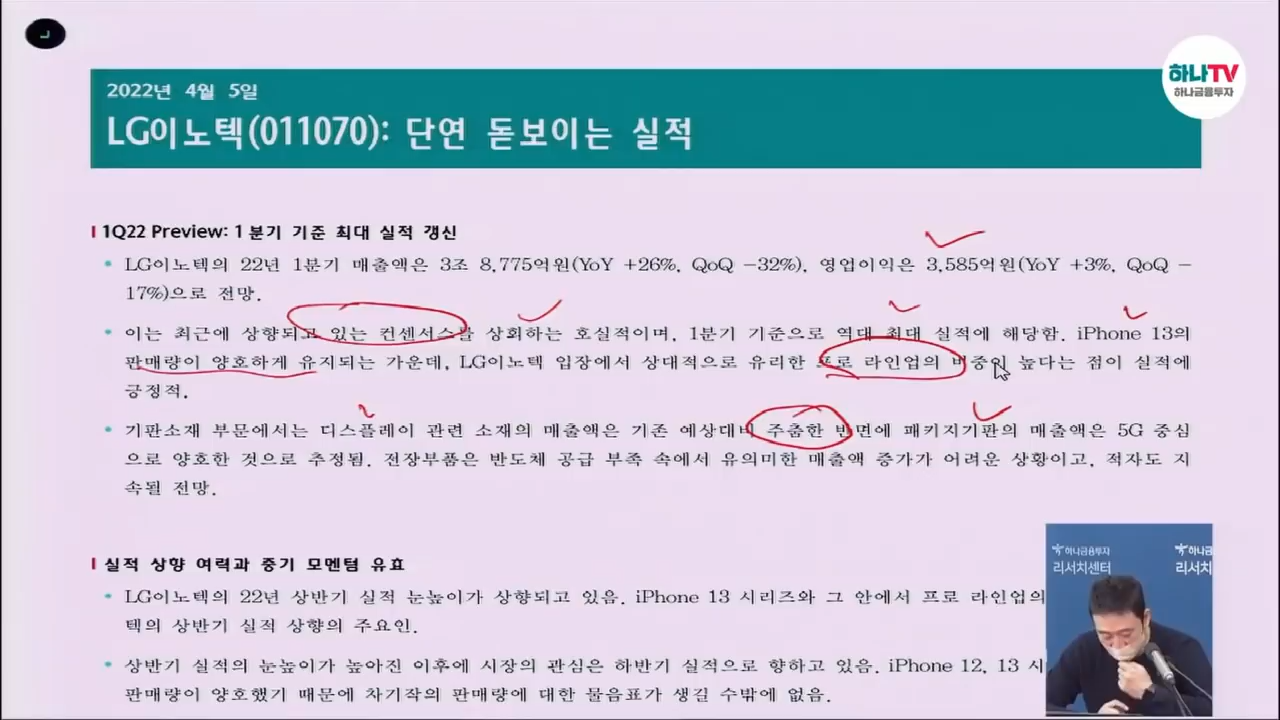 하나TV
하나금융투자
2022년 4월 5일
LG이노텍(011070): 단연 돋보이는 실적
1Q22 Preview: 1분기 기준 최대 실적 갱신
• LG이노텍의 22년 1분기 매출액은 3조 8,775억원(YoY +26%, QoQ -32%), 영업이익은 3,585억원(YoY +3%, QoQ -
17%)으로 전망.
• 이는 최근에 상향되고 있는 컨센서스를 상회하는 호실적이며, 1분기 기준으로 역대 최대 실적에 해당함. iPhone 13의
판매량이 양호하게 유지되는 가운데, LG이노텍 입장에서 상대적으로 유리한 프로 라인업의 비중이 높다는 점이 실적에
긍정적.
• 기판소재 부문에서는 디스플레이 관련 소재의 매출액은 기존 예상대비 주춤한 반면에 패키지기판의 매출액은 5G 중심
으로 양호한 것으로 추정됨. 전장부품은 반도체 공급 부족 속에서 유의미한 매출액 증가가 어려운 상황이고, 적자도 지
속될 전망.
실적 상향 여력과 중기 모멘텀 유효
• LG이노텍의 22년 상반기 실적 눈높이가 상향되고 있음. iPhone 13 시리즈와 그 안에서 프로 라인업의
텍의 상반기 실적 상향의 주요인.
• 상반기 실적의 눈높이가 높아진 이후에 시장의 관심은 하반기 실적으로 향하고 있음. iPhone 12, 13 시
판매량이 양호했기 때문에 차기작의 판매량에 대한 물음표가 생길 수밖에 없음.
하나금융투자 하나금
리서치센터 리서치